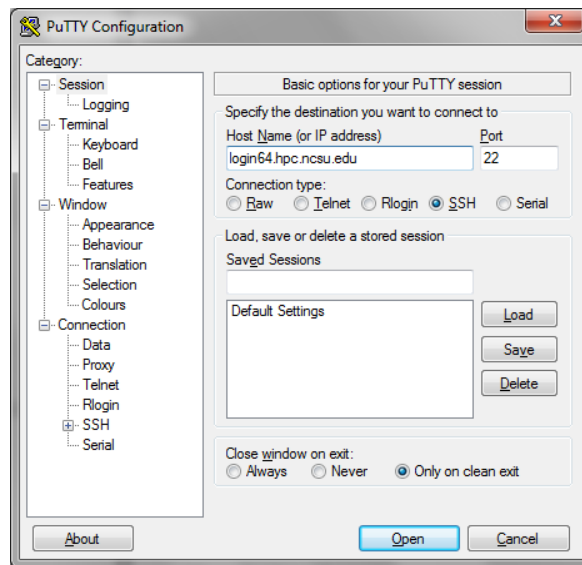 PuTTY Configuration
Category:
Session
Logging
Terminal
Keyboard
Bell
Features
Window
Appearance
Behaviour
Translation
Selection
Colours
Connection
Data
Proxy
Telnet
Rlogin
SSH
Serial
Basic options for your PuTTY session
Specify the destination you want to connect to
Host Name (or IP address) Port
login64.hpc.ncsu.edu 22
Connection type:
Raw Telnet Rlogin SSH Serial
Load, save or delete a stored session
Saved Sessions
Default Settings
Load
Save
Delete
Close window on exit:
Always Never Only on clean exit
About Open Cancel